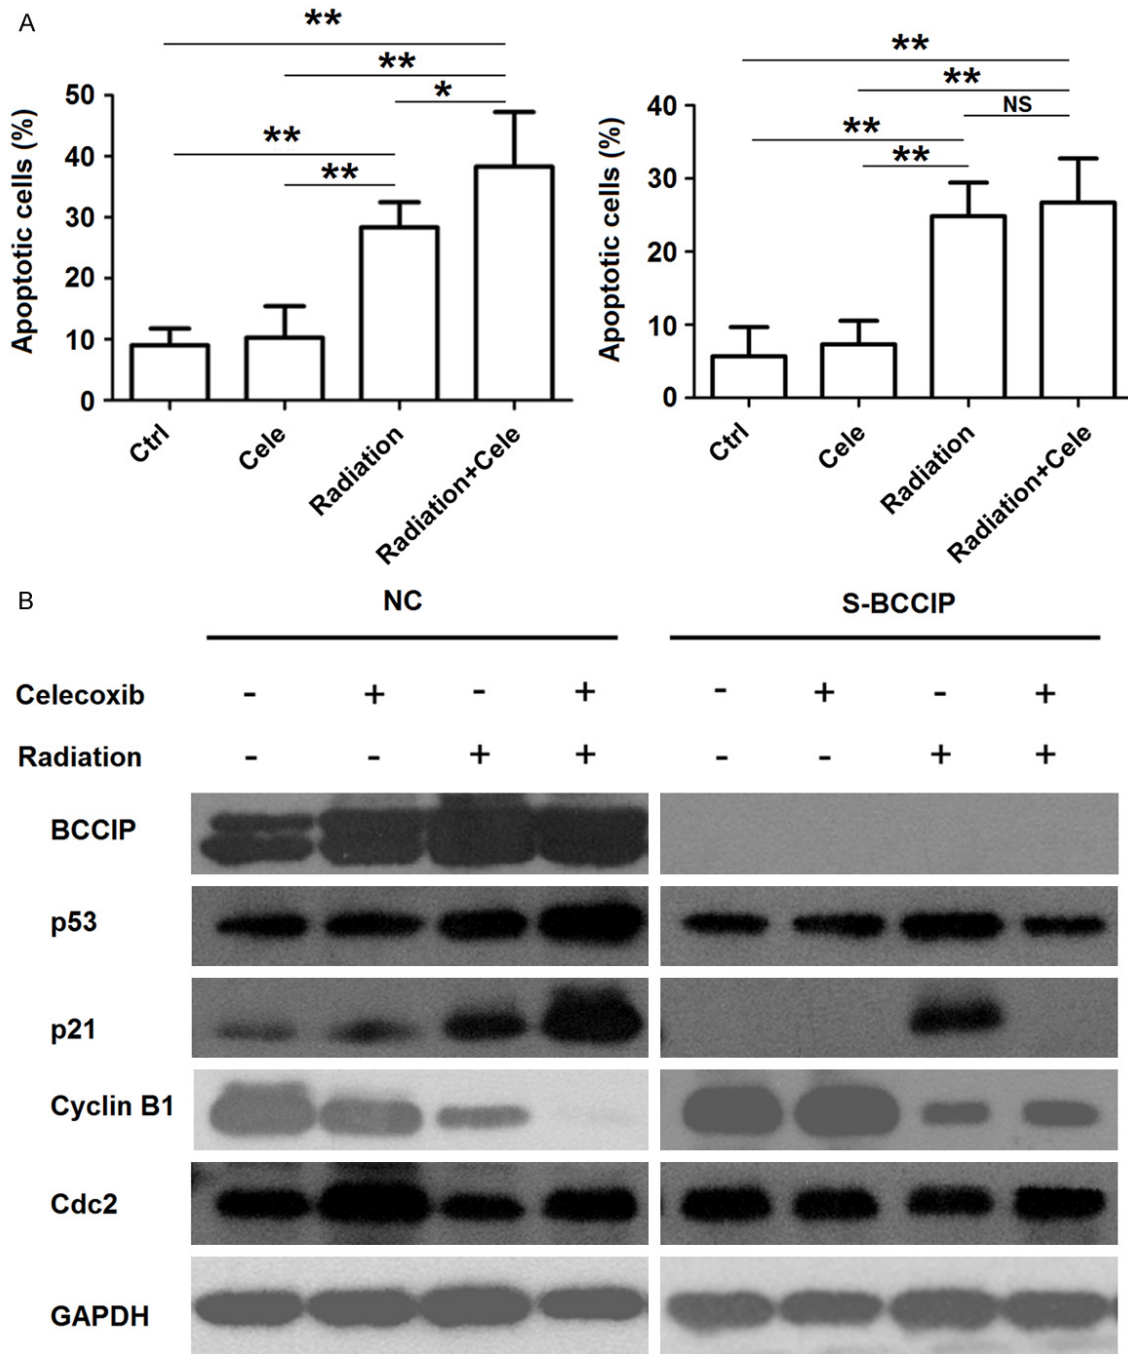 A
**
**
*
**
**
Apoptotic cells (%)
50
40
30
20
10
0
Ctrl
Cele
Radiation
Radiation+Cele
**
**
NS
**
**
Apoptotic cells (%)
40
30
20
10
0
Ctrl
Cele
Radiation
Radiation+Cele
B
NC S-BCCIP
Celecoxib - + - + - + - +
Radiation - - + + - - + +
BCCIP
p53
p21
Cyclin B1
Cdc2
GAPDH